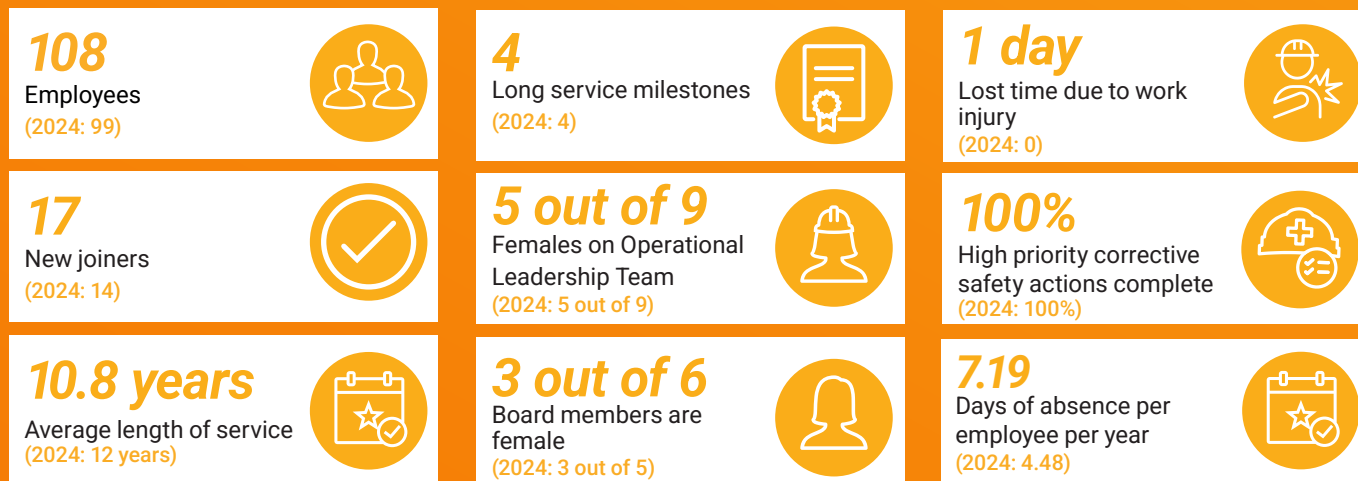 108
Employees
(2024: 99)
4
Long service milestones
(2024: 4)
1 day
Lost time due to work
injury
(2024: 0)
17
New joiners
(2024: 14)
5 out of 9
Females on Operational
Leadership Team
(2024: 5 out of 9)
100%
High priority corrective
safety actions complete
(2024: 100%)
10.8 years
Average length of service
(2024: 12 years)
3 out of 6
Board members are
female
(2024: 3 out of 5)
7.19
Days of absence per
employee per year
(2024: 4.48)